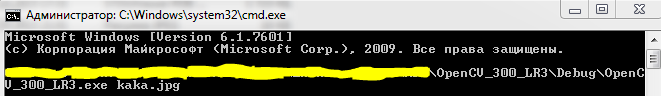 Администратор: C:\Windows\system32\cmd.exe
Microsoft Windows [Version 6.1.7601]
(c) Корпорация Майкрософт (Microsoft Corp.), 2009. Все права защищены.
\OpenCV_300_LR3\Debug\OpenC
V_300_LR3.exe kaka.jpg